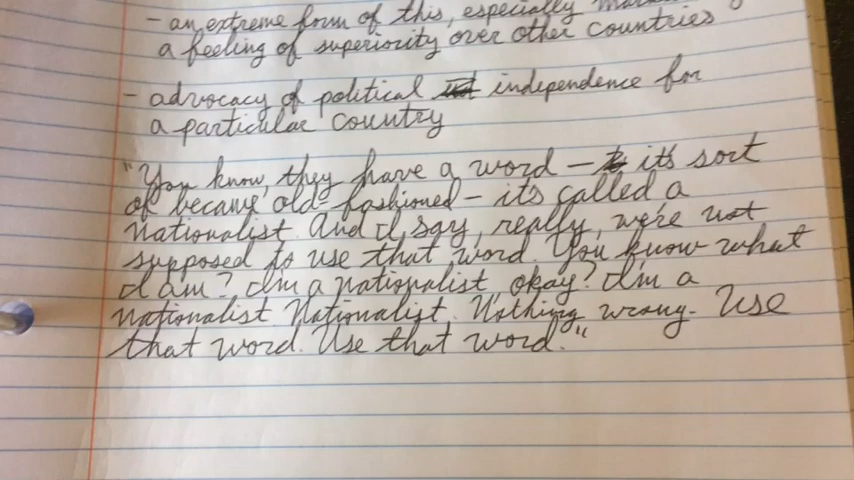 - an extreme form of this, especially
a feeling of superiority over other countries
- advocacy of political independence for
a particular country
"You know, they have a word – it's sort
of became old-fashioned – it's called a
nationalist. And I say, really, we're not
supposed to use that word. You know what
I am? I'm a nationalist, okay? I'm a
nationalist. Nationalist. Nothing wrong. Use
that word. Use that word."